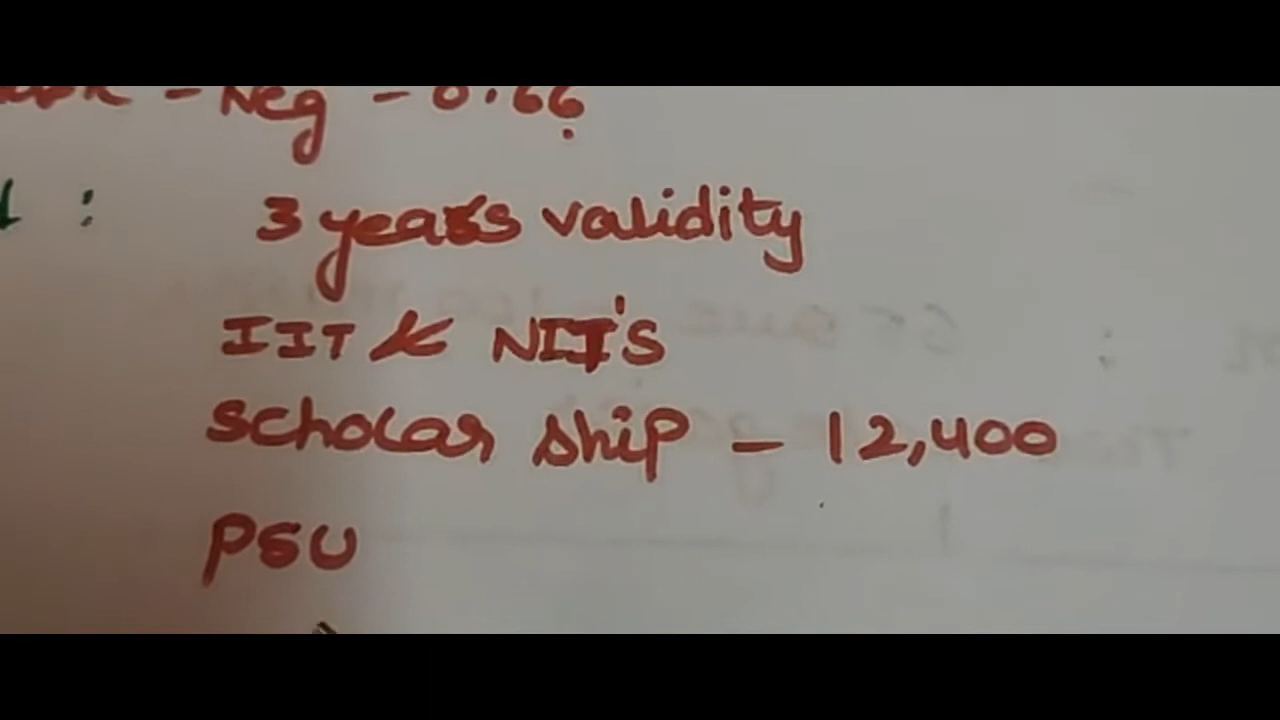 - Neg - 0.66
: 3 years validity
IIT & NIT'S
scholar ship - 12,400
PSU